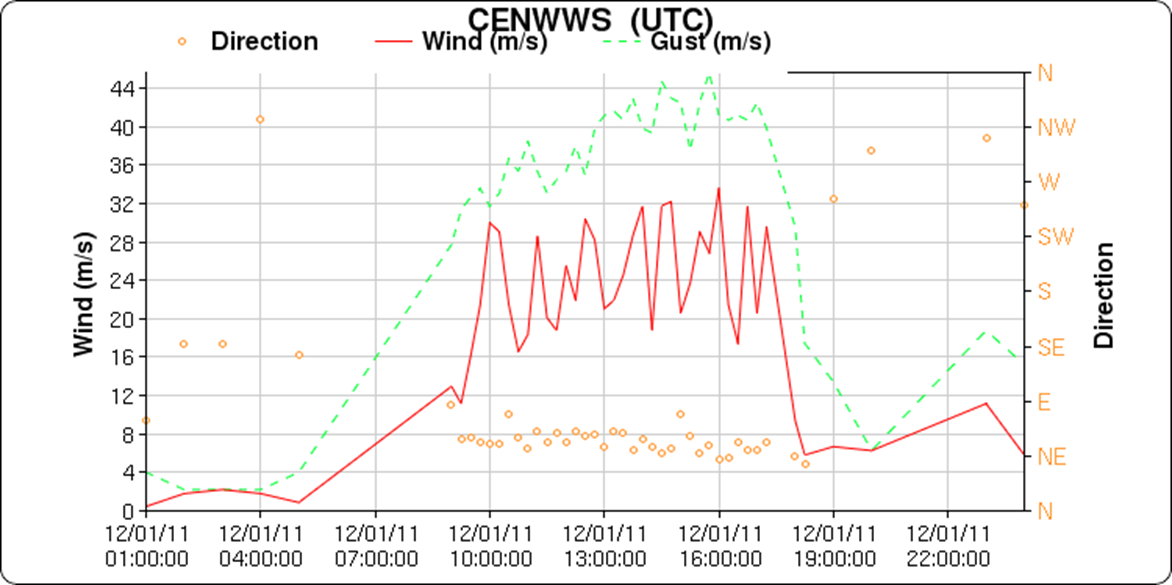 CENWWS (UTC)
Direction Wind (m/s) Gust (m/s)
Wind (m/s)
44
40
36
32
28
24
20
16
12
8
4
0
N
NW
W
SW
S
SE
E
NE
N
Direction
12/01/11 12/01/11 12/01/11 12/01/11 12/01/11 12/01/11 12/01/11 12/01/11
01:00:00 04:00:00 07:00:00 10:00:00 13:00:00 16:00:00 19:00:00 22:00:00